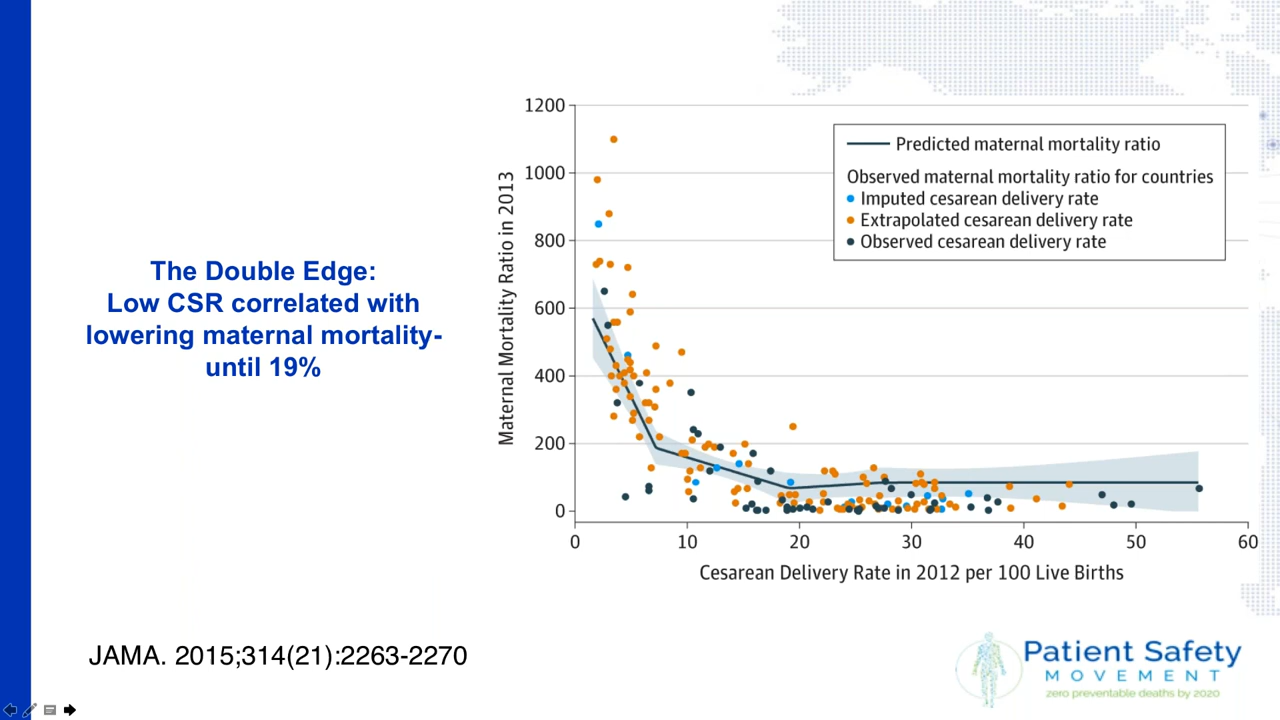 The Double Edge:
Low CSR correlated with
lowering maternal mortality-
until 19%
JAMA. 2015;314(21):2263-2270
Maternal Mortality Ratio in 2013
1200
1000
800
600
400
200
0
0 10 20 30 40 50 60
Cesarean Delivery Rate in 2012 per 100 Live Births
Predicted maternal mortality ratio
Observed maternal mortality ratio for countries
Imputed cesarean delivery rate
Extrapolated cesarean delivery rate
Observed cesarean delivery rate
Patient Safety
MOVEMENT
zero preventable deaths by 2020